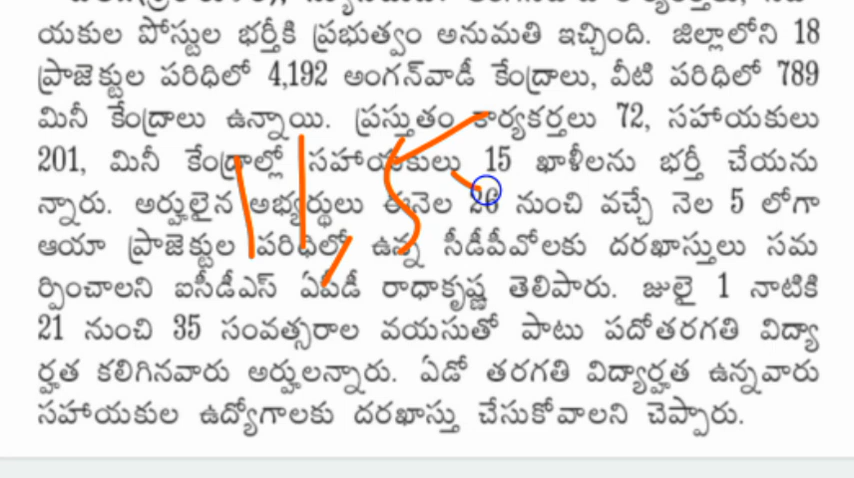 యకుల పోస్టుల భర్తీకి ప్రభుత్వం అనుమతి ఇచ్చింది. జిల్లాలోని 18
ప్రాజెక్టుల పరిధిలో 4,192 అంగన్‌వాడీ కేంద్రాలు, వీటి పరిధిలో 789
మినీ కేంద్రాలు ఉన్నాయి. ప్రస్తుతం కార్యకర్తలు 72, సహాయకులు
201, మినీ కేంద్రాల్లో సహాయకులు 15 ఖాళీలను భర్తీ చేయను
న్నారు. అర్హులైన అభ్యర్థులు ఈనెల 26 నుంచి వచ్చే నెల 5 లోగా
ఆయా ప్రాజెక్టుల పరిధిలో ఉన్న సీడీపీవోలకు దరఖాస్తులు సమ
ర్పించాలని ఐసీడీఎస్ ఏపీడీ రాధాకృష్ణ తెలిపారు. జులై 1 నాటికి
21 నుంచి 35 సంవత్సరాల వయసుతో పాటు పదోతరగతి విద్యా
ర్హత కలిగినవారు అర్హులన్నారు. ఏడో తరగతి విద్యార్హత ఉన్నవారు
సహాయకుల ఉద్యోగాలకు దరఖాస్తు చేసుకోవాలని చెప్పారు.